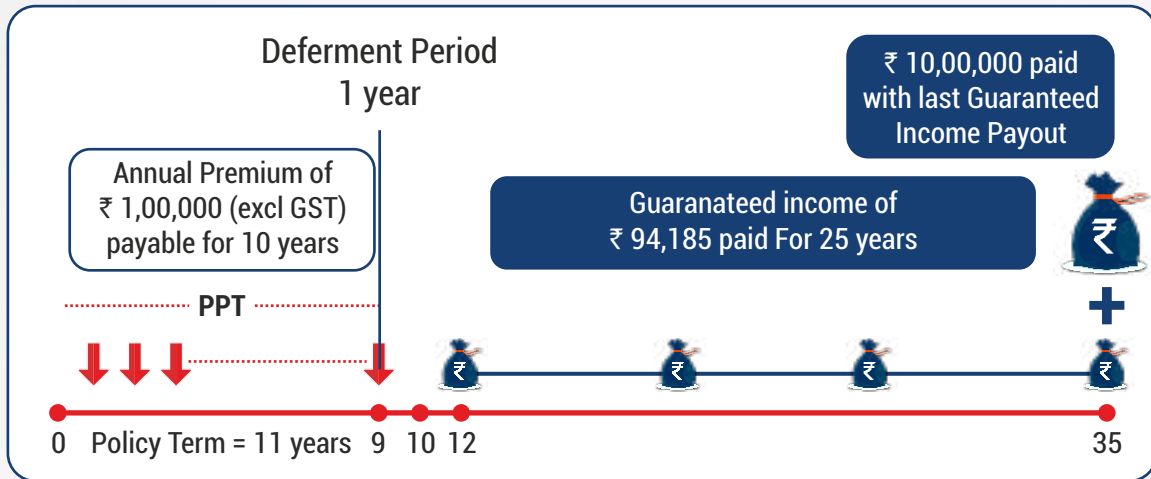 Deferment Period
1 year
₹ 10,00,000 paid
with last Guaranteed
Income Payout
Annual Premium of
₹ 1,00,000 (excl GST)
payable for 10 years
Guaranateed income of
₹ 94,185 paid For 25 years
₹
PPT
₹
₹
₹
₹
0
Policy Term = 11 years
9
10
12
35